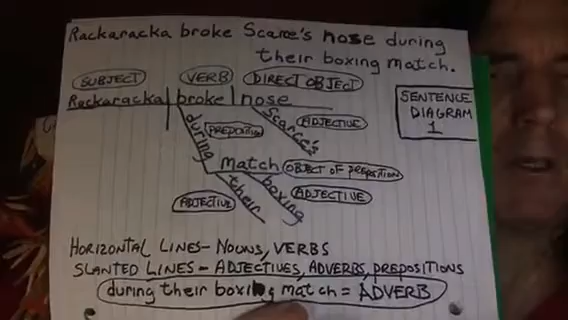 Rackaracka broke Scarce's nose during
their boxing match.
SUBJECT VERB DIRECT OBJECT
Rackaracka broke nose
SENTENCE
DIAGRAM
1
during PREPOSITION Scarce's ADJECTIVE
match OBJECT OF PREPOSITION
ADJECTIVE their boxing ADJECTIVE
HORIZONTAL LINES - NOUNS, VERBS
SLANTED LINES - ADJECTIVES, ADVERBS, PREPOSITIONS
during their boxing match = ADVERB